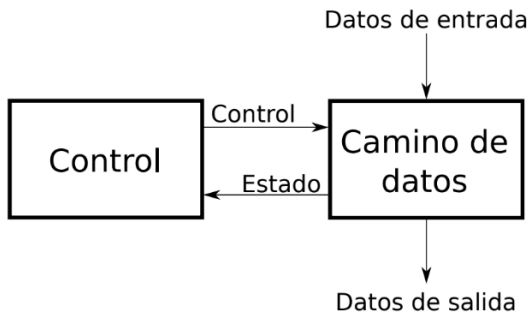 Datos de entrada
Control
Control
Camino de
datos
Estado
Datos de salida